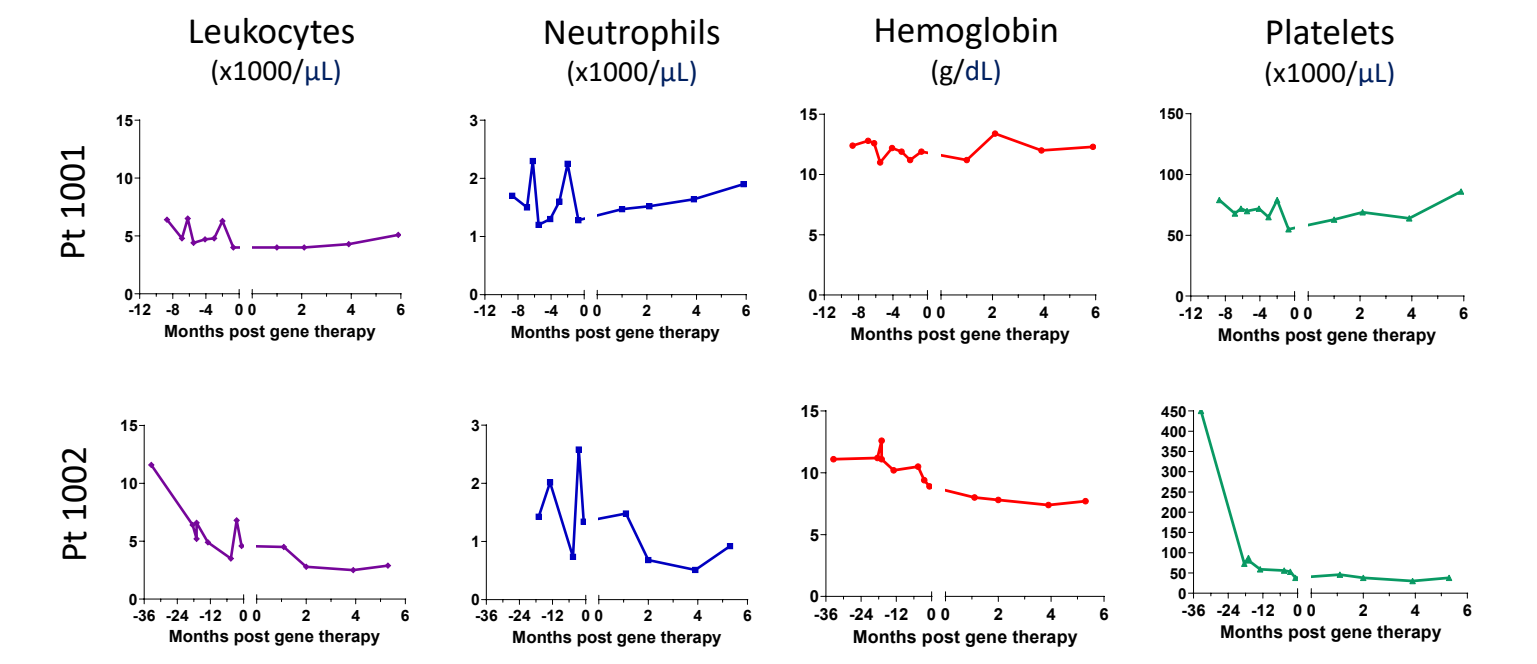 Leukocytes
(x1000/µL)
Neutrophils
(x1000/µL)
Hemoglobin
(g/dL)
Platelets
(x1000/µL)
Pt 1001
15
10
5
0
-12 -8 -4 0 0 2 4 6
Months post gene therapy
3
2
1
0
-12 -8 -4 0 0 2 4 6
Months post gene therapy
15
10
5
0
-12 -8 -4 0 0 2 4 6
Months post gene therapy
150
100
50
0
-12 -8 -4 0 0 2 4 6
Months post gene therapy
Pt 1002
15
10
5
0
-36 -24 -12 0 0 2 4 6
Months post gene therapy
3
2
1
0
-36 -24 -12 0 0 2 4 6
Months post gene therapy
15
10
5
0
-36 -24 -12 0 0 2 4 6
Months post gene therapy
450
400
350
300
250
200
150
100
50
0
-36 -24 -12 0 0 2 4 6
Months post gene therapy